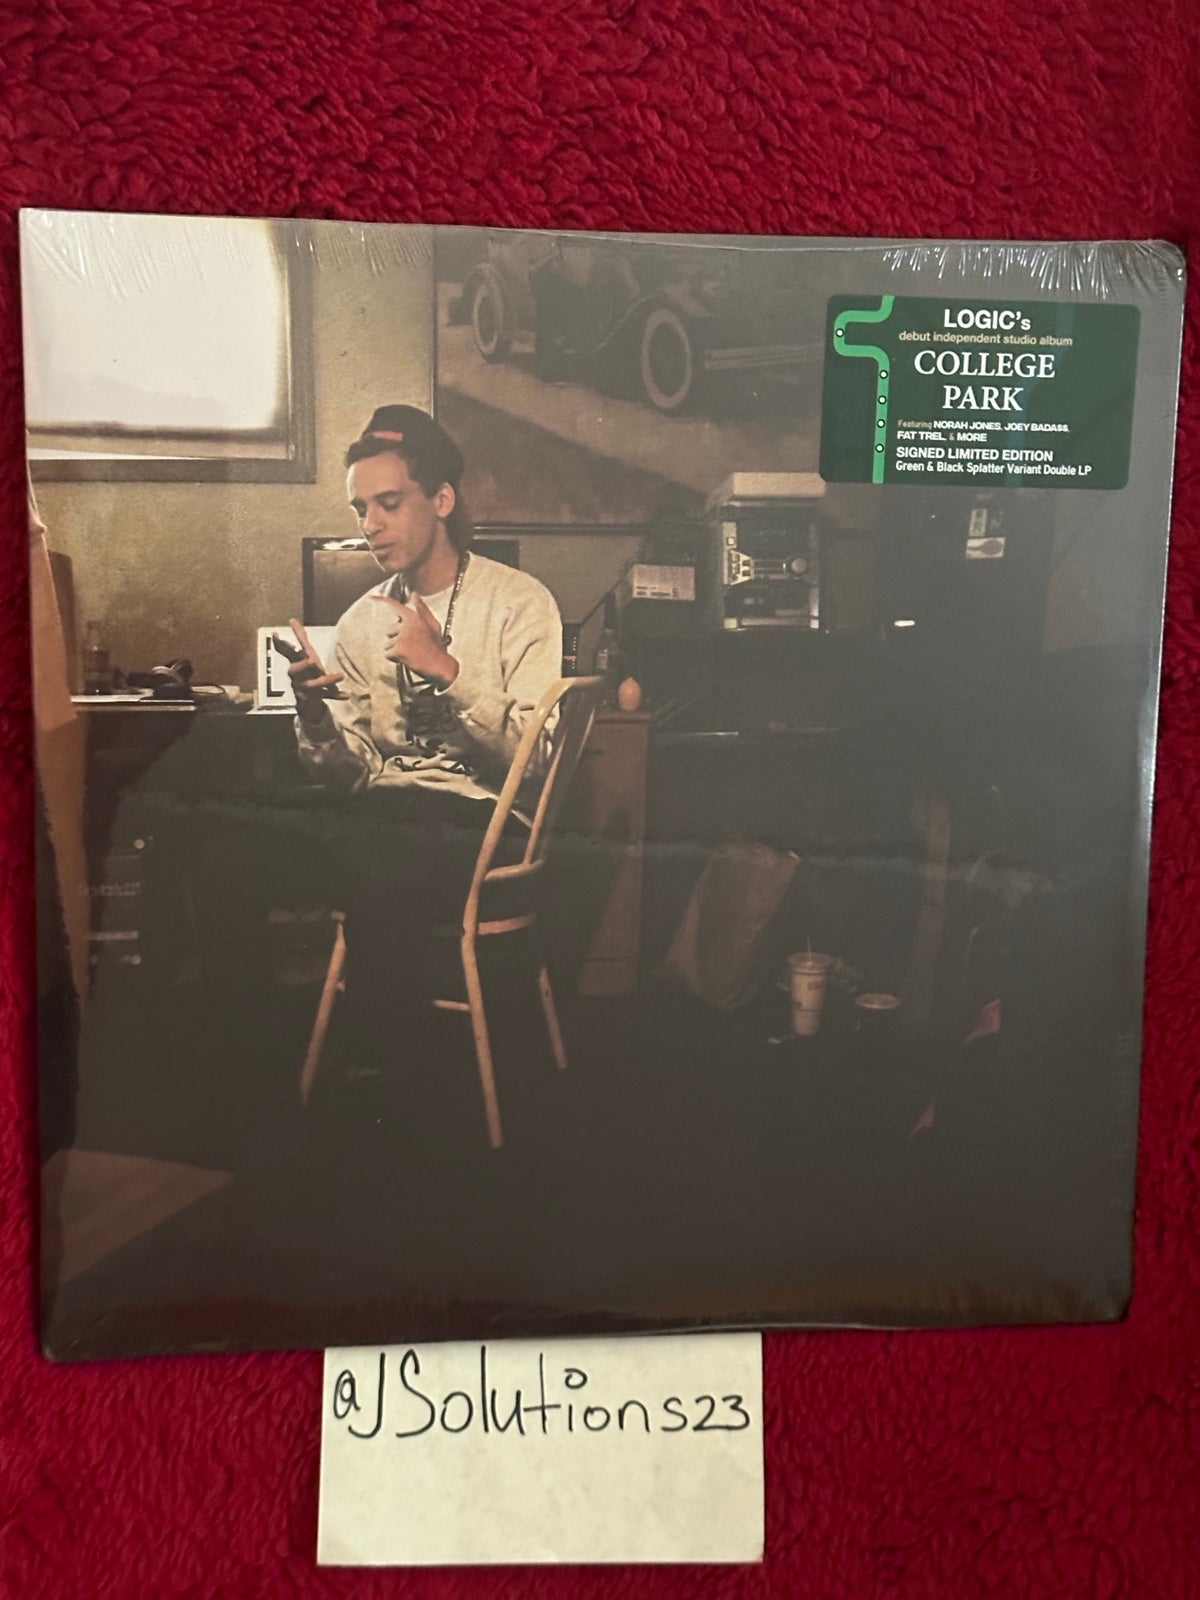 LOGIC's
debut independent studio album
COLLEGE
PARK
Featuring NORAH JONES, JOEY BADA$$,
FAT TREL, & MORE
SIGNED LIMITED EDITION
Green & Black Splatter Variant Double LP
@JSolutions23